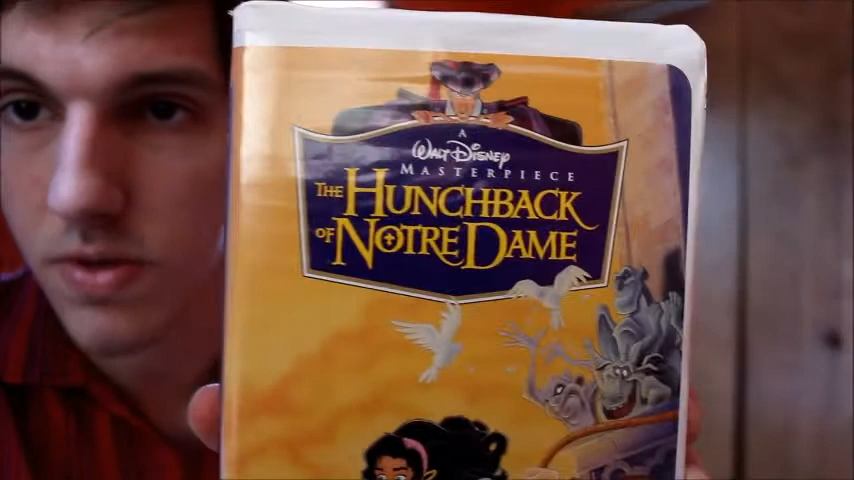 A
WALT DISNEY
MASTERPIECE
THE HUNCHBACK
OF NOTRE DAME